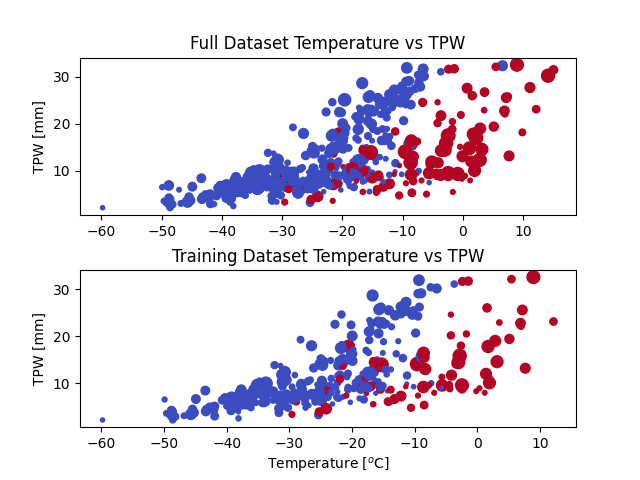 Full Dataset Temperature vs TPW
TPW [mm]
30
20
10
−60 −50 −40 −30 −20 −10 0 10
Training Dataset Temperature vs TPW
TPW [mm]
30
20
10
−60 −50 −40 −30 −20 −10 0 10
Temperature [°C]